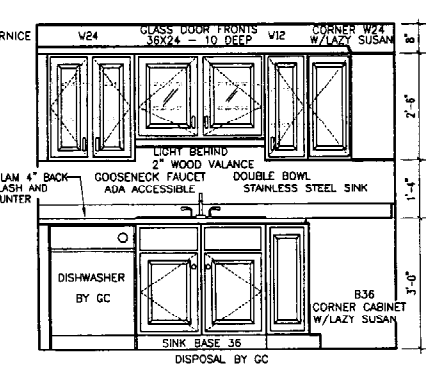 RNICE
W24
GLASS DOOR FRONTS
36X24 - 10 DEEP
W12
CORNER W24
W/LAZY SUSAN
8"
2'-6"
LIGHT BEHIND
2" WOOD VALANCE
LAM 4" BACK
LASH AND
UNTER
GOOSENECK FAUCET
ADA ACCESSIBLE
DOUBLE BOWL
STAINLESS STEEL SINK
1'-4"
DISHWASHER
BY GC
B36
CORNER CABINET
W/LAZY SUSAN
3'-0"
SINK BASE 36
DISPOSAL BY GC